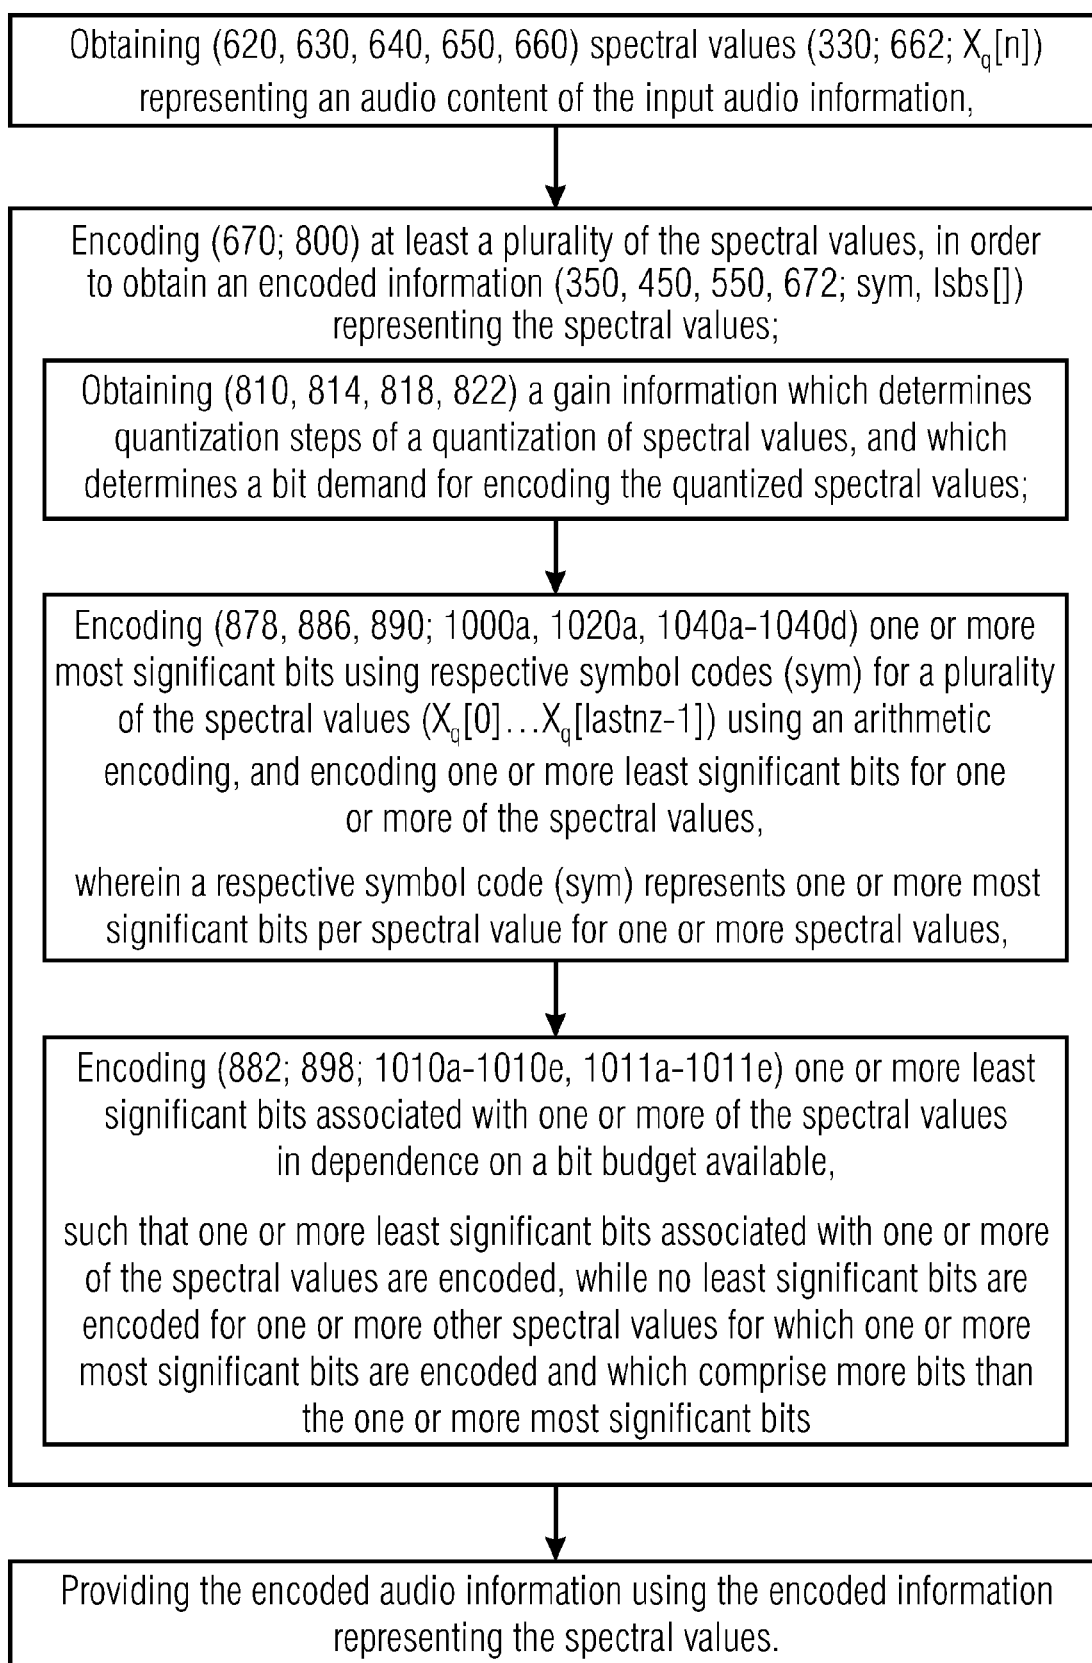 Obtaining (620, 630, 640, 650, 660) spectral values (330; 662; Xq[n])
representing an audio content of the input audio information,
Encoding (670; 800) at least a plurality of the spectral values, in order
to obtain an encoded information (350, 450, 550, 672; sym, lsbs[])
representing the spectral values;
Obtaining (810, 814, 818, 822) a gain information which determines
quantization steps of a quantization of spectral values, and which
determines a bit demand for encoding the quantized spectral values;
Encoding (878, 886, 890; 1000a, 1020a, 1040a-1040d) one or more
most significant bits using respective symbol codes (sym) for a plurality
of the spectral values (Xq[0]...Xq[lastnz-1]) using an arithmetic
encoding, and encoding one or more least significant bits for one
or more of the spectral values,
wherein a respective symbol code (sym) represents one or more most
significant bits per spectral value for one or more spectral values,
Encoding (882; 898; 1010a-1010e, 1011a-1011e) one or more least
significant bits associated with one or more of the spectral values
in dependence on a bit budget available,
such that one or more least significant bits associated with one or more
of the spectral values are encoded, while no least significant bits are
encoded for one or more other spectral values for which one or more
most significant bits are encoded and which comprise more bits than
the one or more most significant bits
Providing the encoded audio information using the encoded information
representing the spectral values.